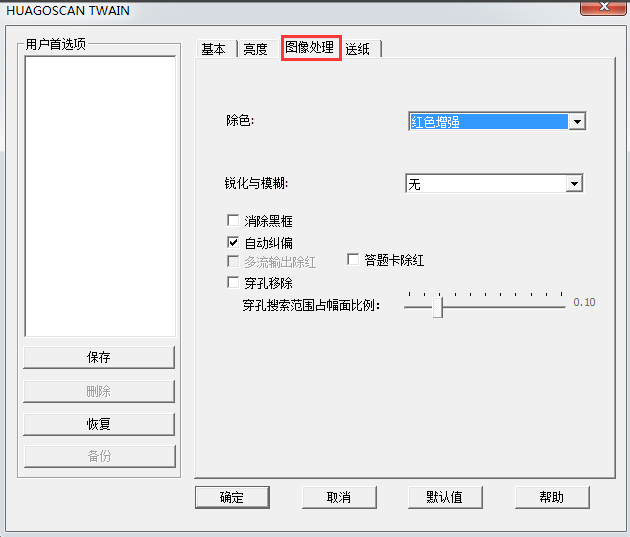 HUAGOSCAN TWAIN
用户首选项
基本 亮度 图像处理 送纸
除色: 红色增强
锐化与模糊: 无
消除黑框
自动纠偏
多流输出除红 答题卡除红
穿孔移除
穿孔搜索范围占幅面比例: 0.10
保存
删除
恢复
备份
确定 取消 默认值 帮助